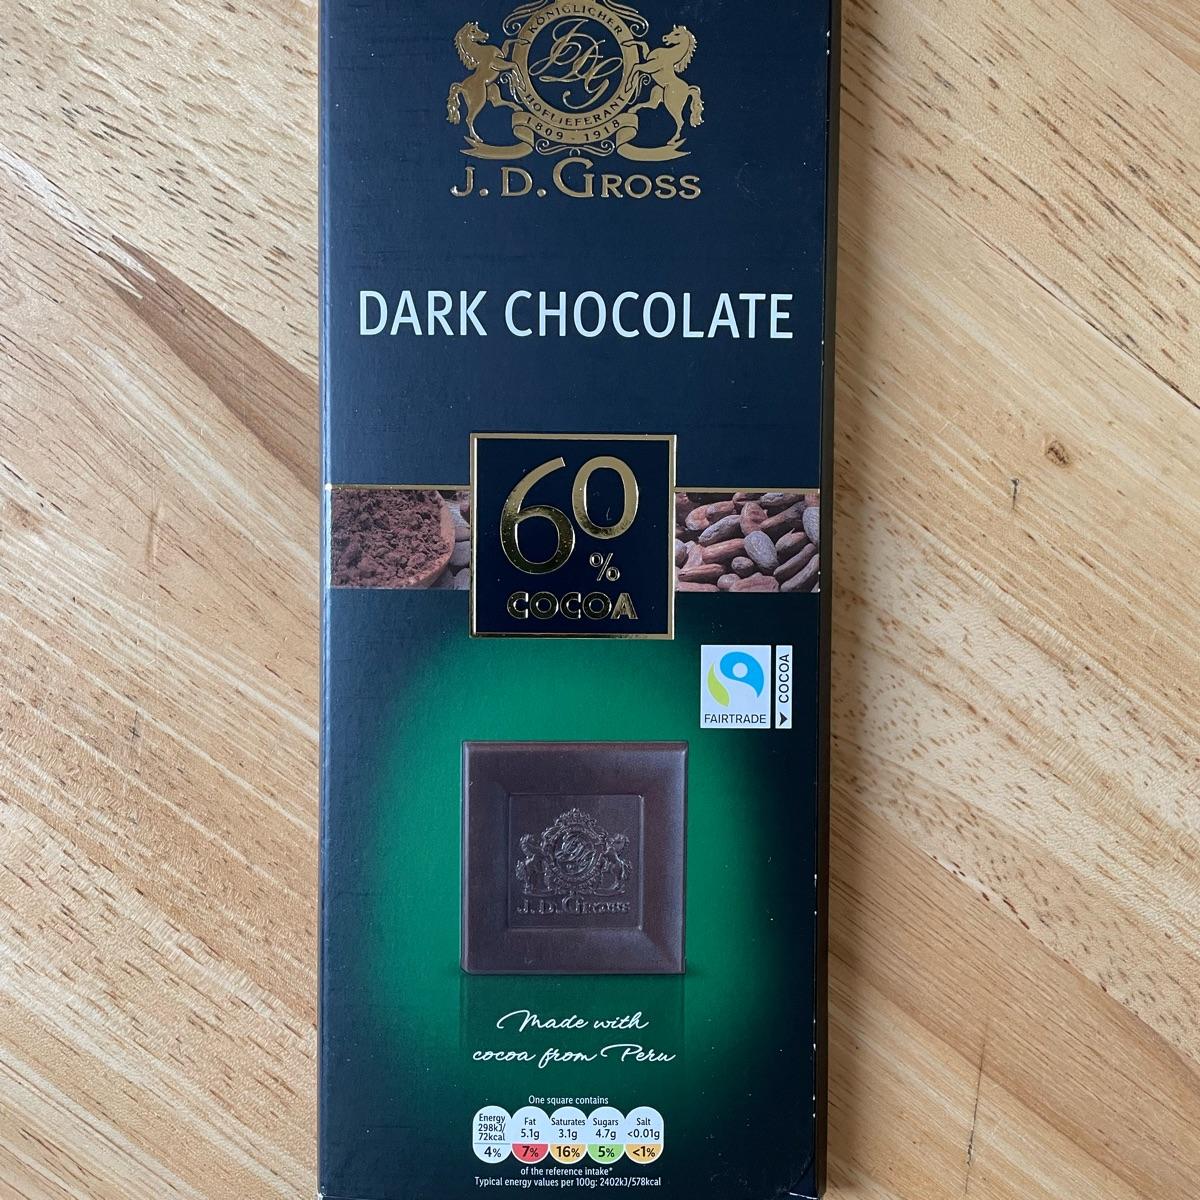 KÖNIGLICHER
JDG
HOFLIEFERANT
1809 - 1918
J. D. GROSS
DARK CHOCOLATE
60
%
COCOA
FAIRTRADE
COCOA
J. D. GROSS
Made with
cocoa from Peru
One square contains
Energy 298kJ/ 72kcal 4%
Fat 5.1g 7%
Saturates 3.1g 16%
Sugars 4.7g 5%
Salt <0.01g <1%
of the reference intake*
Typical energy values per 100g: 2402kJ/578kcal